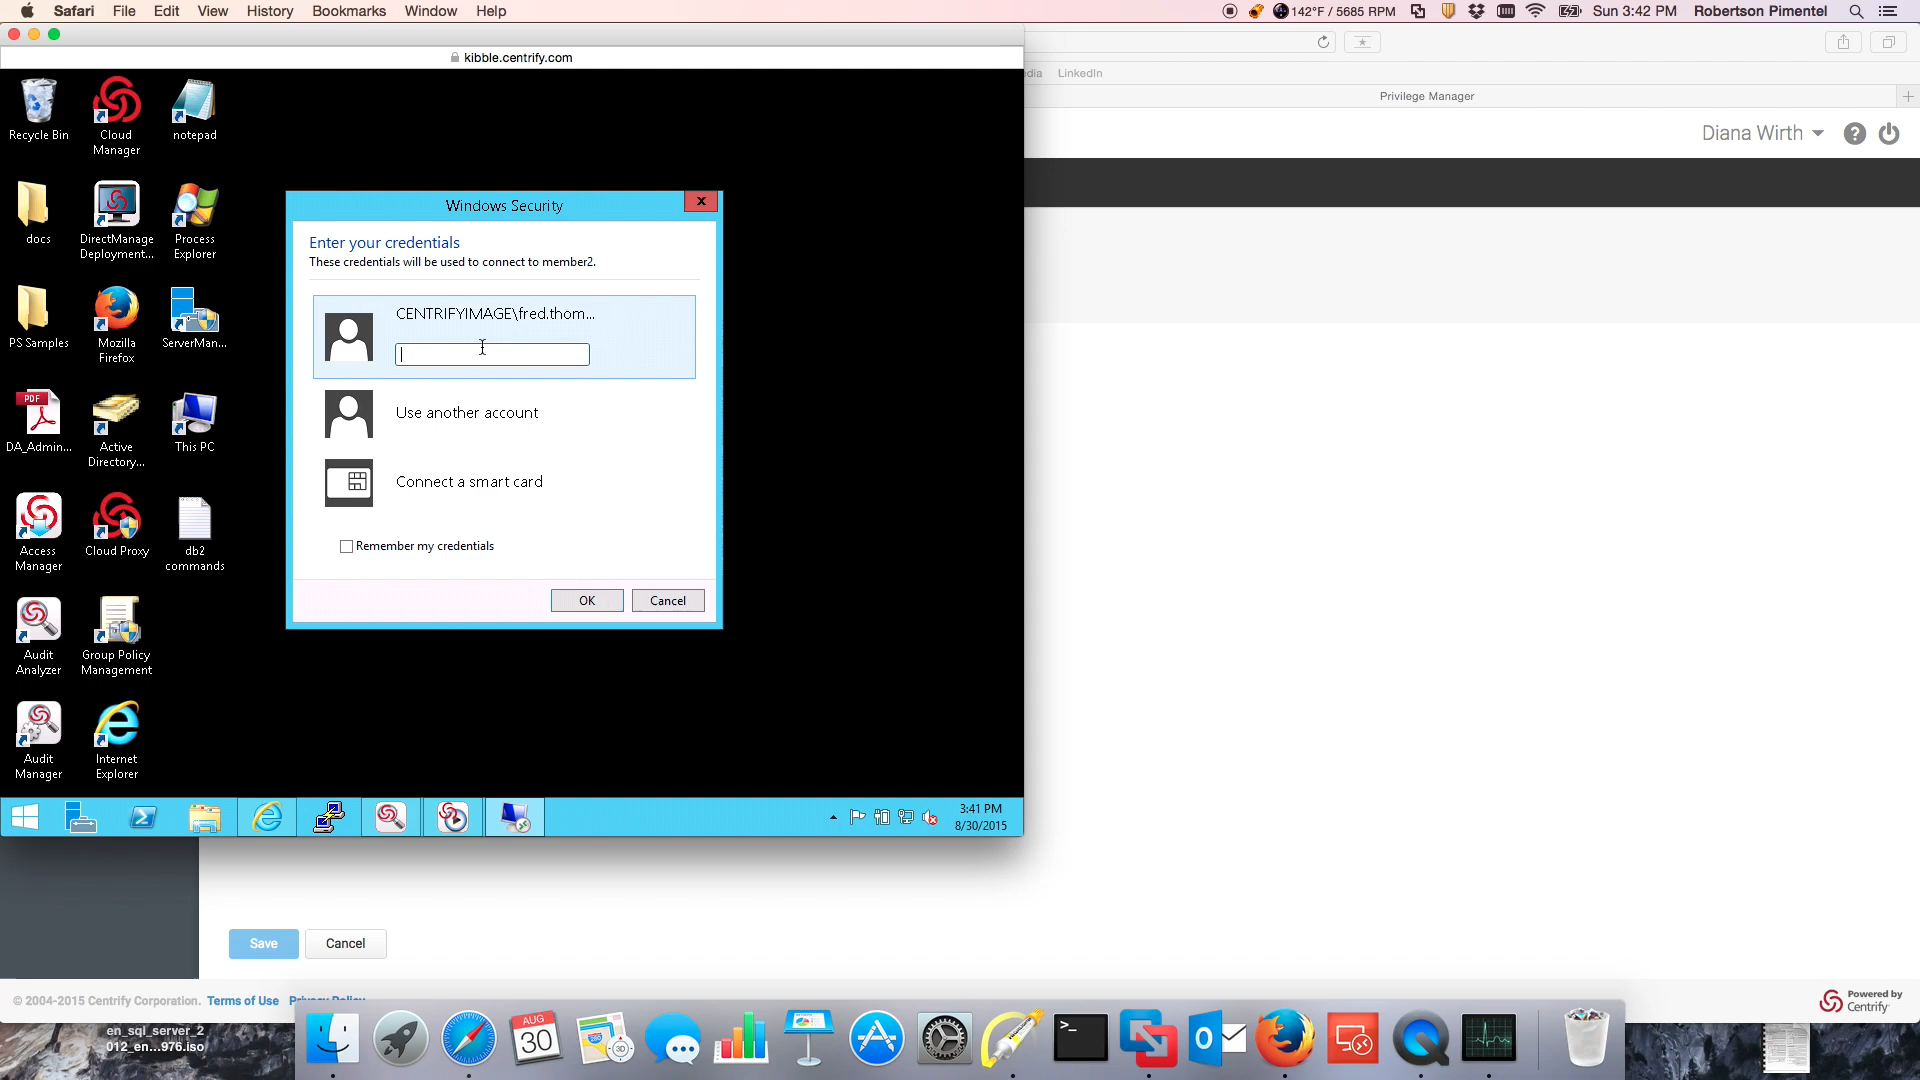 Safari File Edit View History Bookmarks Window Help
142°F / 5685 RPM
Sun 3:42 PM Robertson Pimentel
kibble.centrify.com
edia LinkedIn
Privilege Manager
Diana Wirth
Recycle Bin
Cloud
Manager
notepad
docs
DirectManage
Deployment...
Process
Explorer
PS Samples
Mozilla
Firefox
ServerMan...
PDF
DA_Admin...
Active
Directory...
This PC
Access
Manager
Cloud Proxy
db2
commands
Audit
Analyzer
Group Policy
Management
Audit
Manager
Internet
Explorer
Windows Security
x
Enter your credentials
These credentials will be used to connect to member2.
CENTRIFYIMAGE\fred.thom...
Use another account
Connect a smart card
Remember my credentials
OK Cancel
3:41 PM
8/30/2015
Save Cancel
© 2004-2015 Centrify Corporation. Terms of Use Privacy Policy
Powered by
Centrify
en_sql_server_2
012_en...976.iso
AUG
30